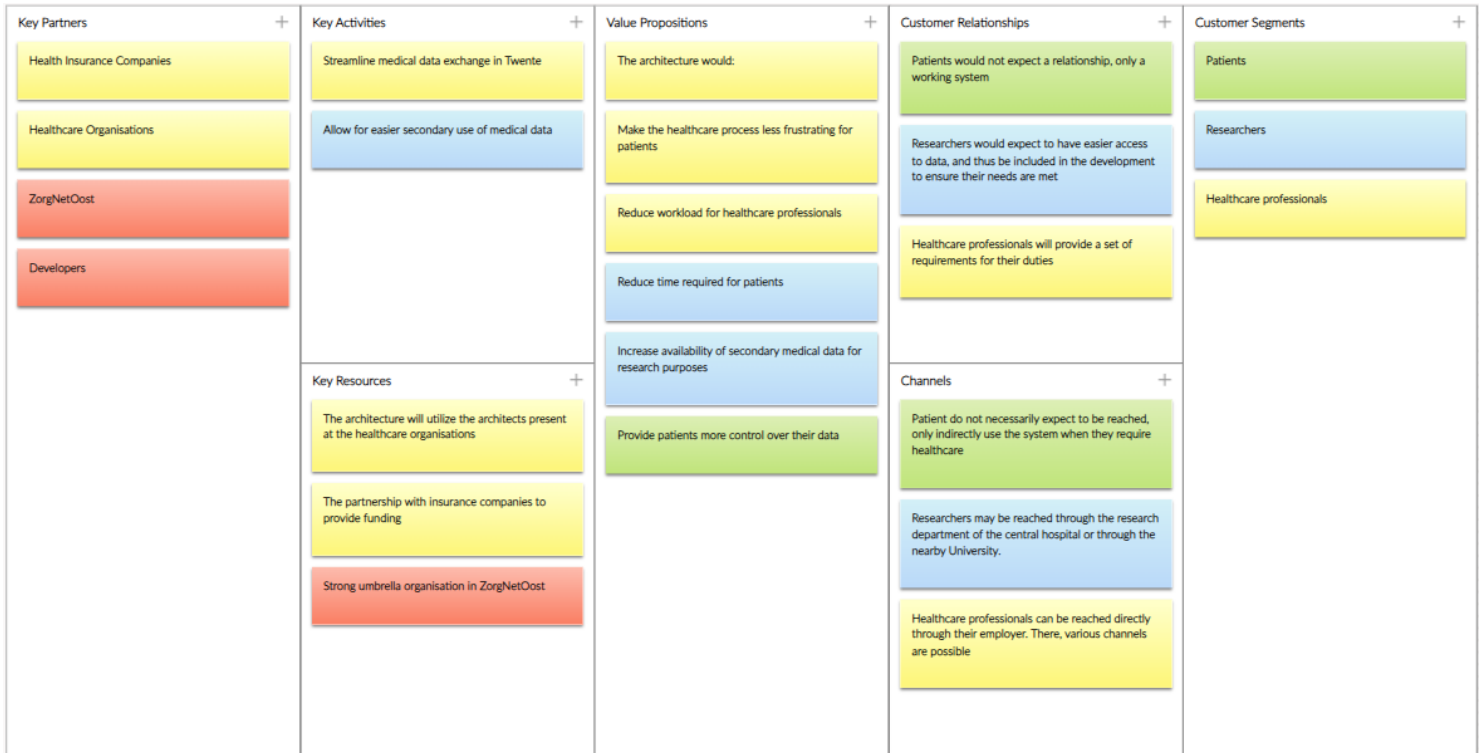 Key Partners
Health Insurance Companies
Healthcare Organisations
ZorgNetOost
Developers
Key Activities
Streamline medical data exchange in Twente
Allow for easier secondary use of medical data
Key Resources
The architecture will utilize the architects present
at the healthcare organisations
The partnership with insurance companies to
provide funding
Strong umbrella organisation in ZorgNetOost
Value Propositions
The architecture would:
Make the healthcare process less frustrating for
patients
Reduce workload for healthcare professionals
Reduce time required for patients
Increase availability of secondary medical data for
research purposes
Provide patients more control over their data
Customer Relationships
Patients would not expect a relationship, only a
working system
Researchers would expect to have easier access
to data, and thus be included in the development
to ensure their needs are met
Healthcare professionals will provide a set of
requirements for their duties
Channels
Patient do not necessarily expect to be reached,
only indirectly use the system when they require
healthcare
Researchers may be reached through the research
department of the central hospital or through the
nearby University.
Healthcare professionals can be reached directly
through their employer. There, various channels
are possible
Customer Segments
Patients
Researchers
Healthcare professionals